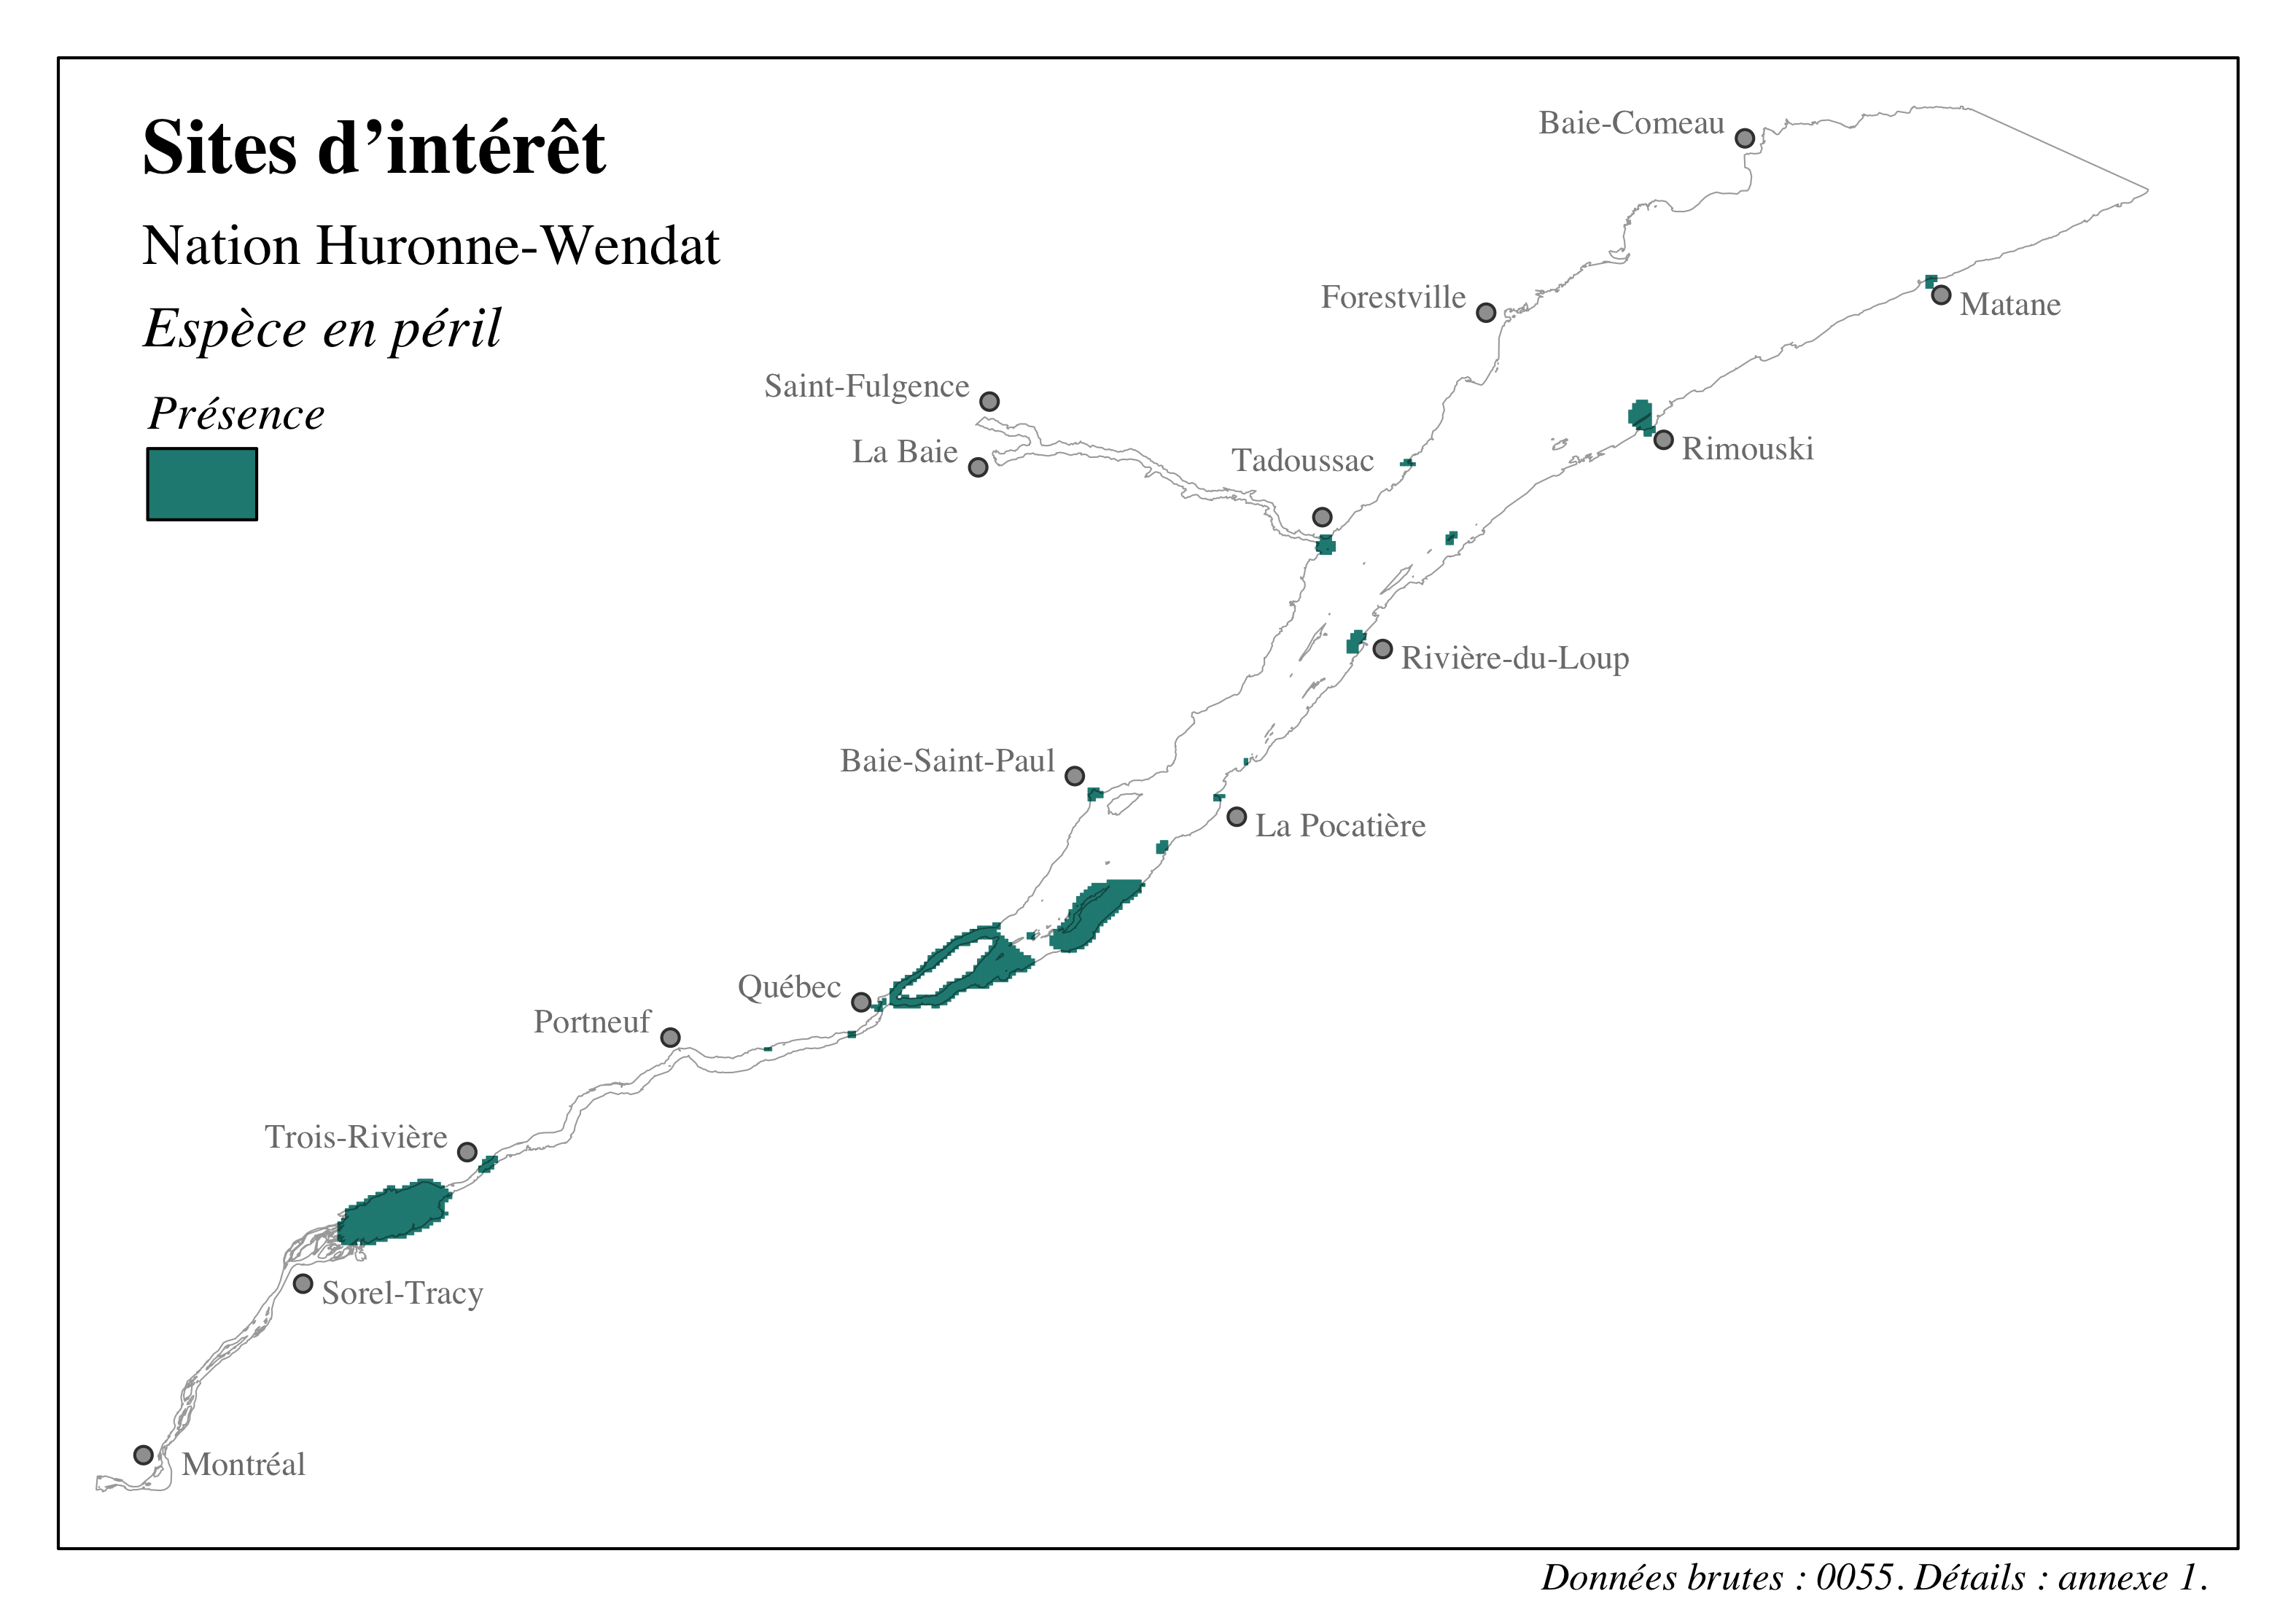 Sites d’intérêt
Nation Huronne-Wendat
Espèce en péril
Présence
Baie-Comeau
Forestville
Matane
Saint-Fulgence
La Baie
Tadoussac
Rimouski
Rivière-du-Loup
Baie-Saint-Paul
La Pocatière
Québec
Portneuf
Trois-Rivière
Sorel-Tracy
Montréal
Données brutes : 0055. Détails : annexe 1.